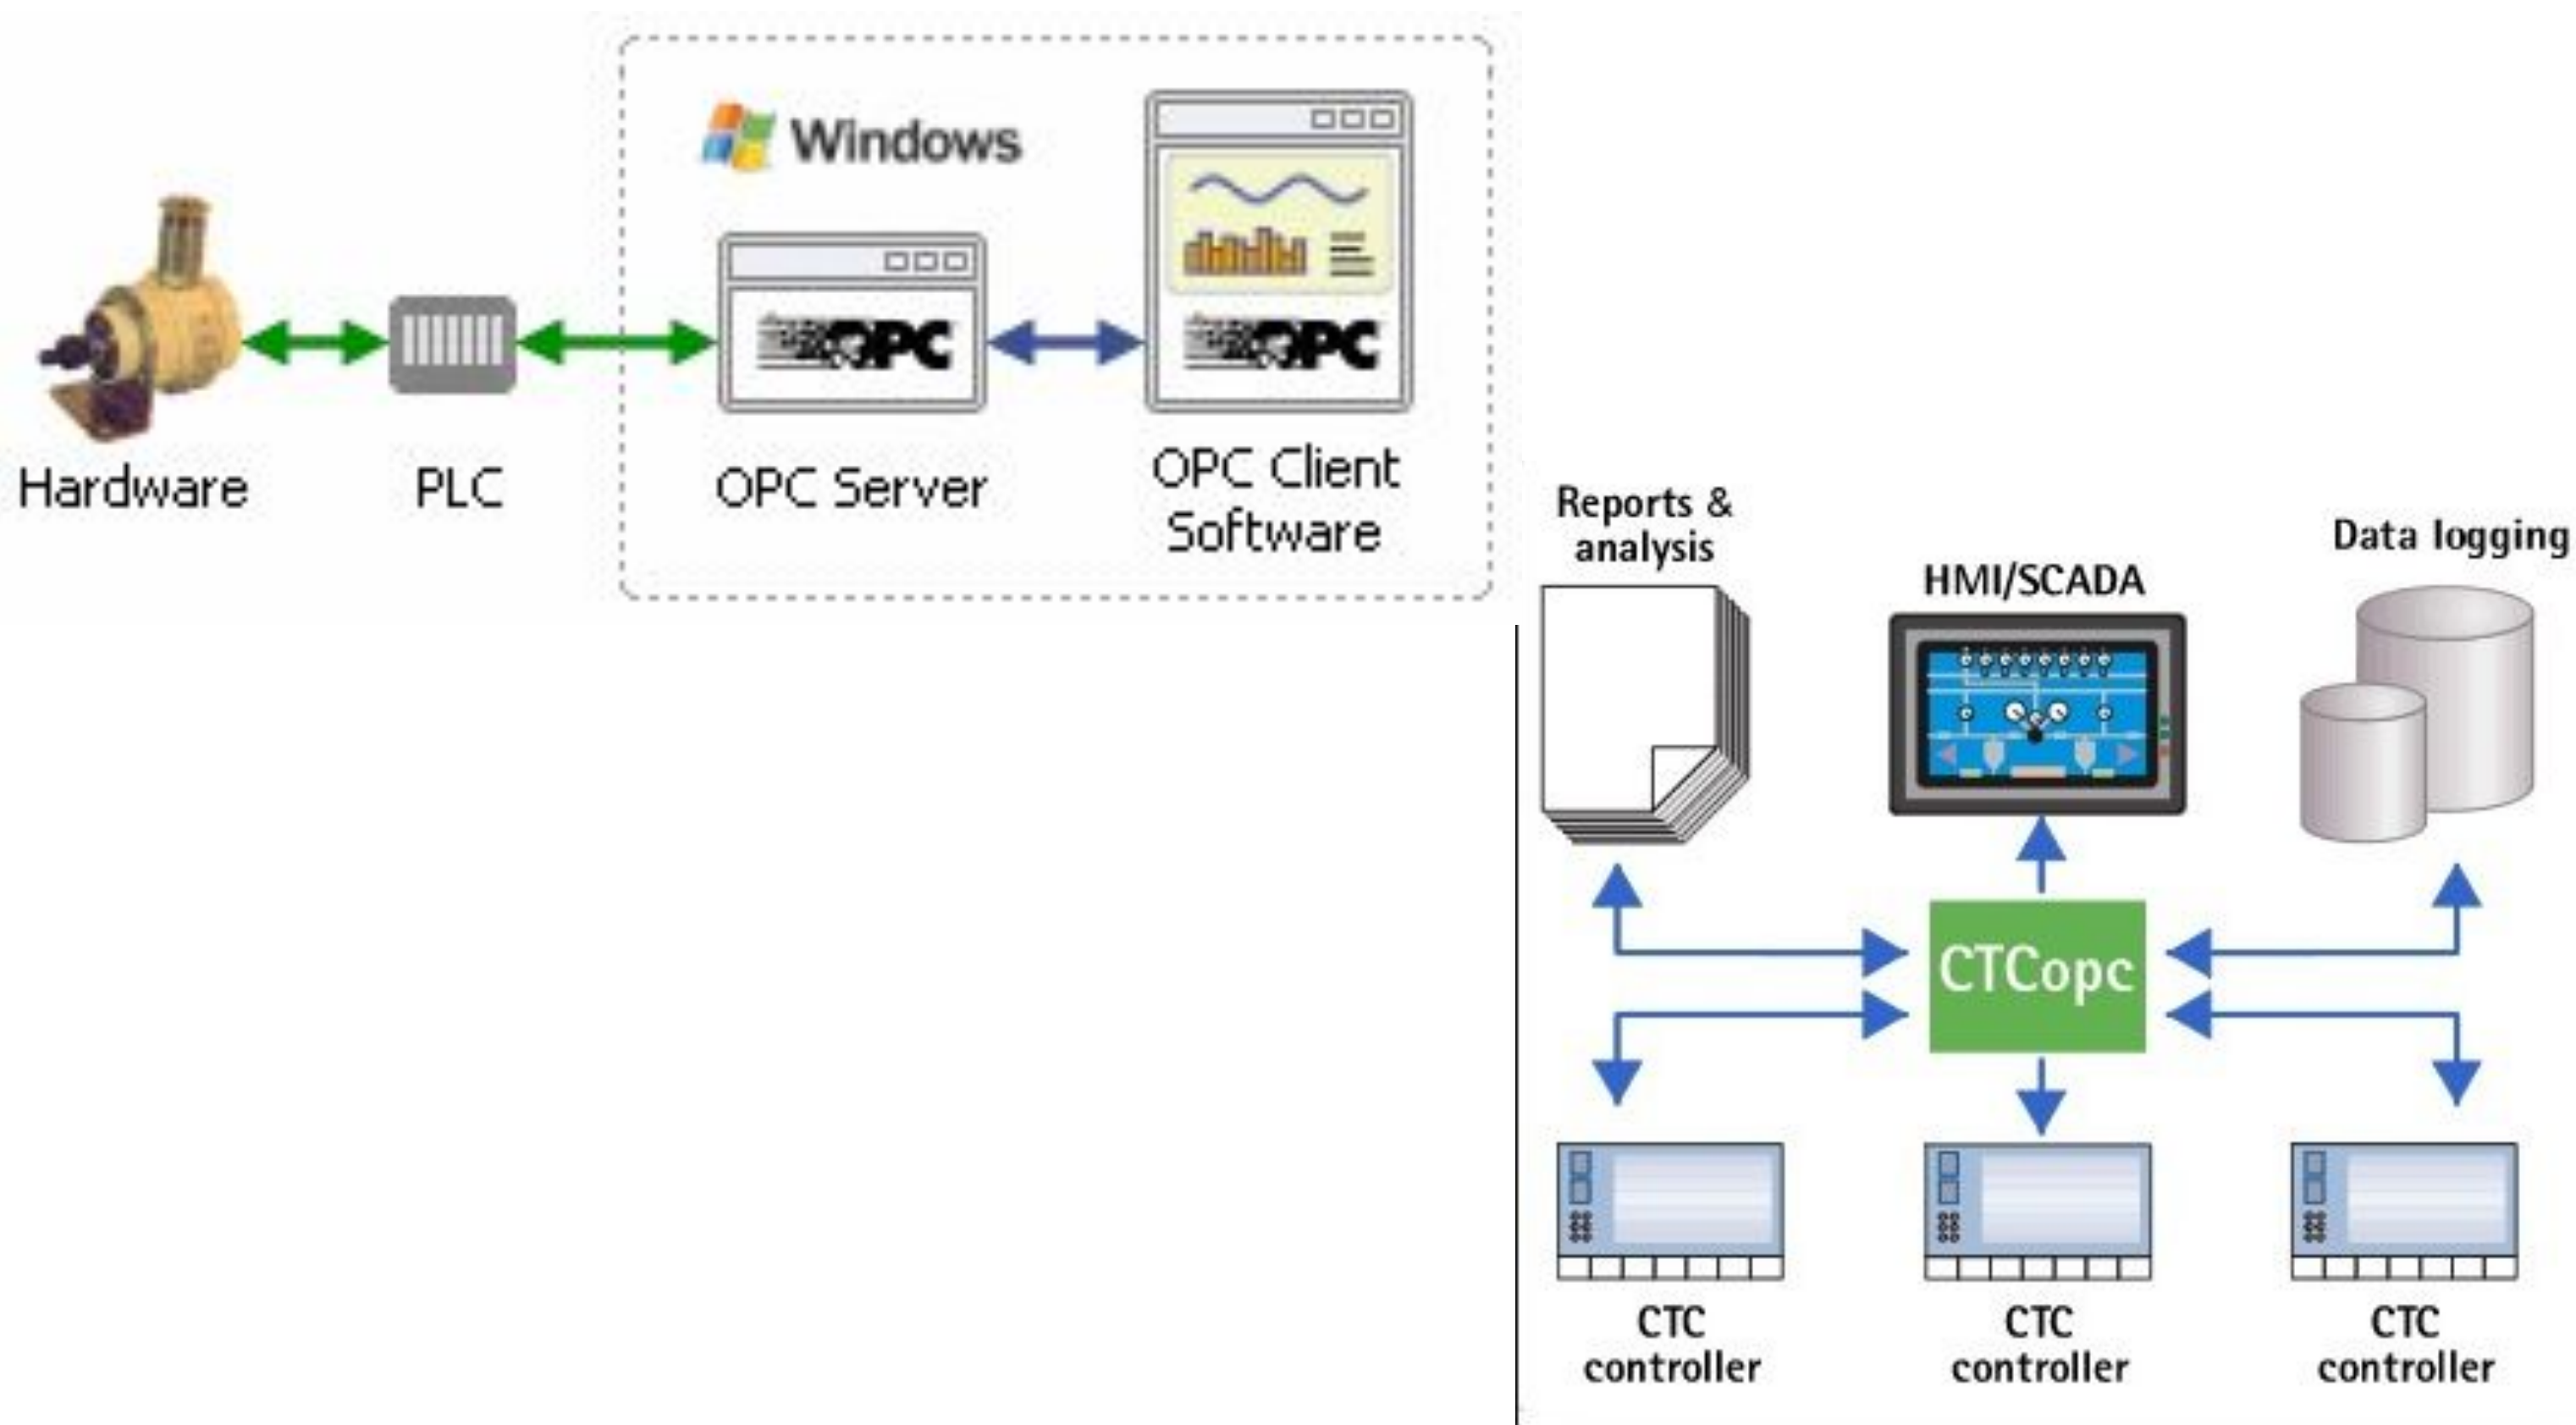 Windows
OPC
OPC
Hardware
PLC
OPC Server
OPC Client
Software
Reports &
analysis
HMI/SCADA
Data logging
CTCopc
CTC
controller
CTC
controller
CTC
controller